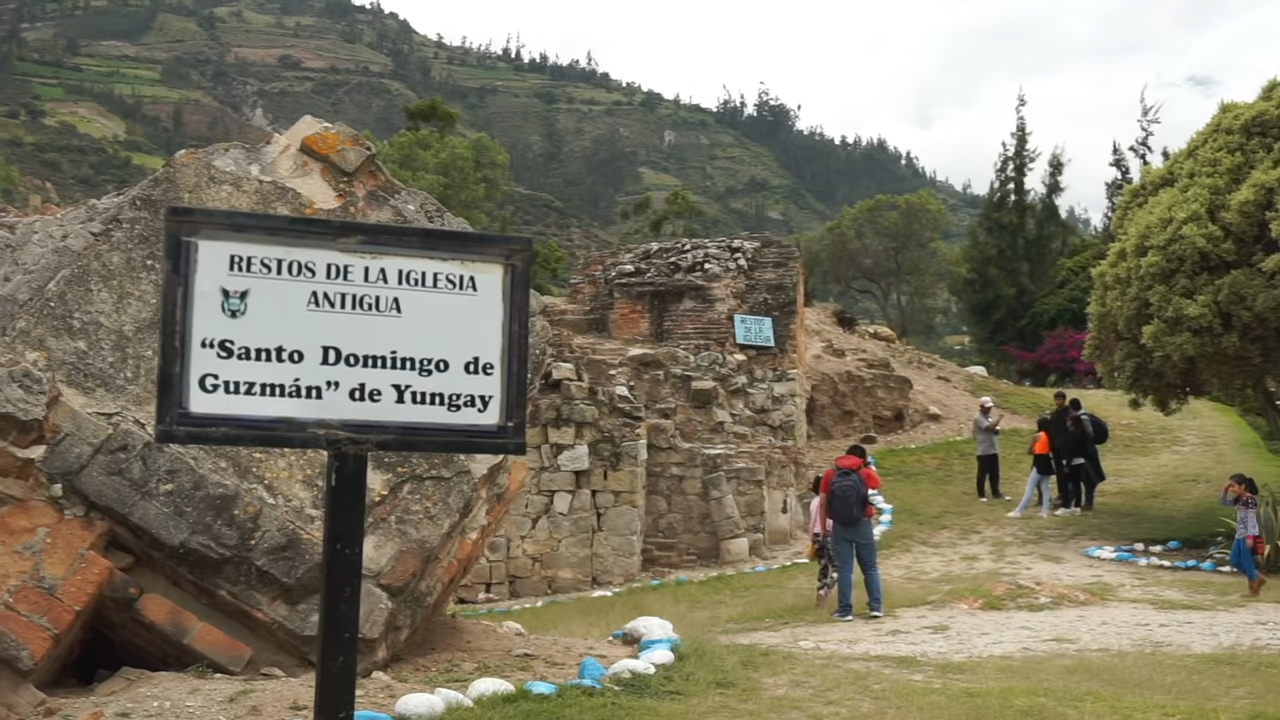 RESTOS DE LA IGLESIA
ANTIGUA
“Santo Domingo de
Guzmán” de Yungay
RESTOS
DE LA
IGLESIA